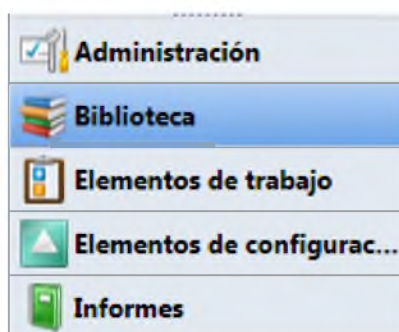 Administración
Biblioteca
Elementos de trabajo
Elementos de configurac...
Informes